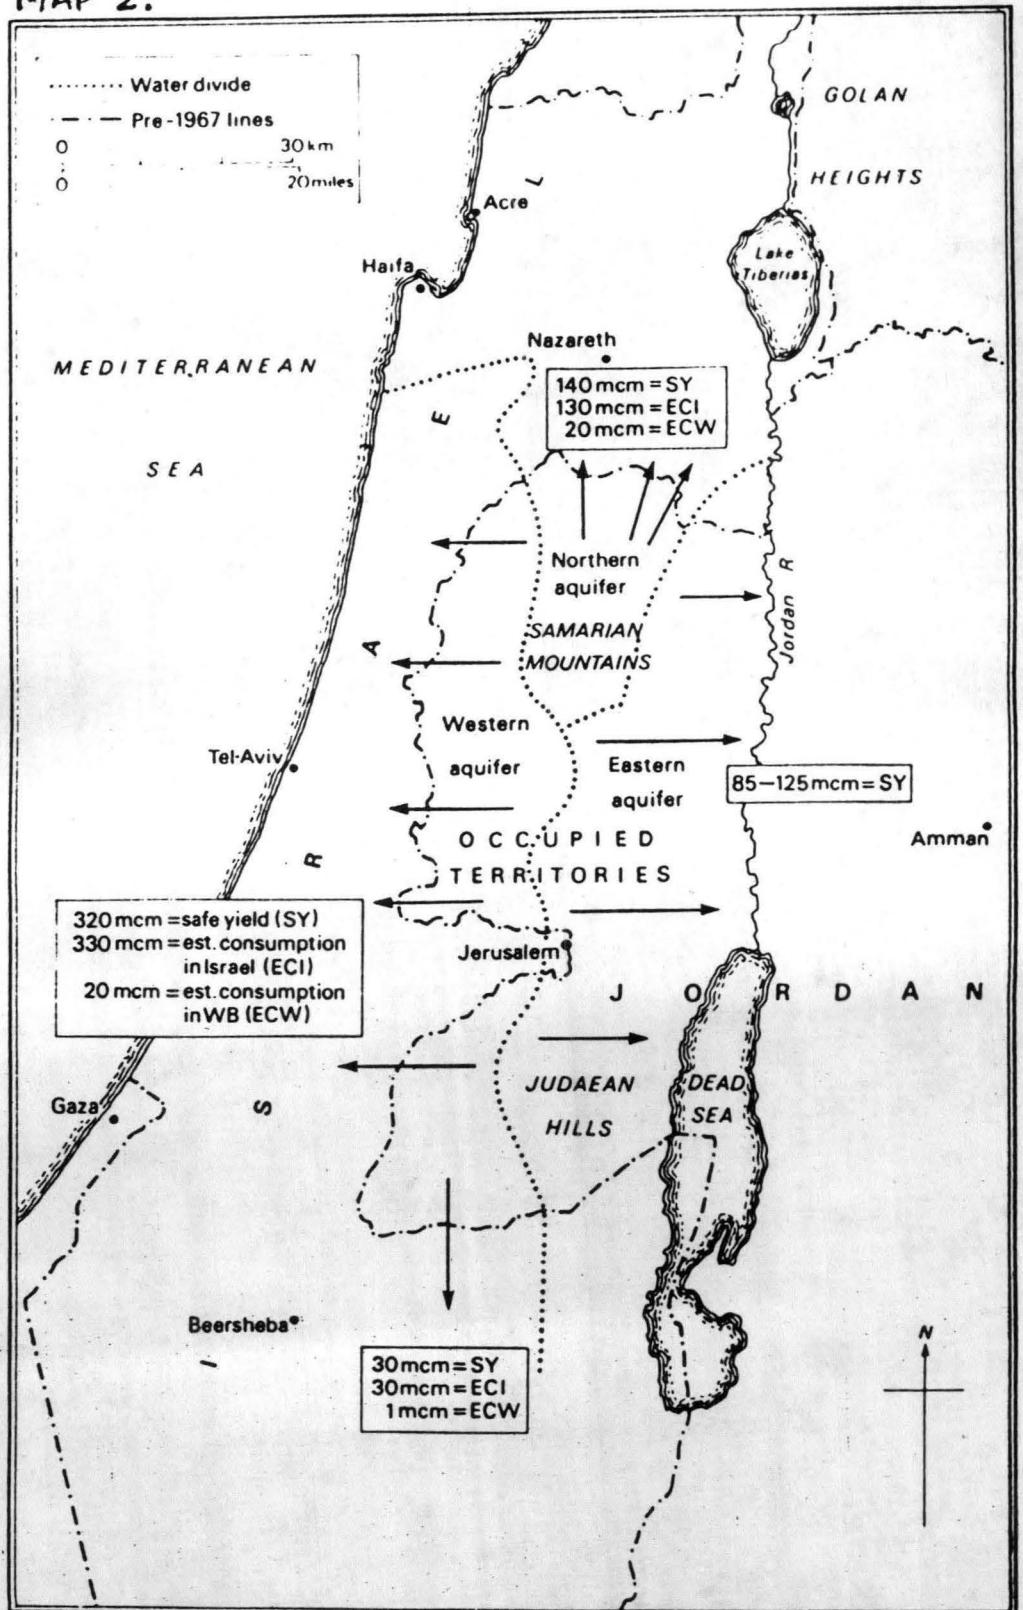 MAP 2.
Water divide
Pre-1967 lines
0 30 km
0 20 miles
GOLAN
HEIGHTS
Acre
Haifa
Lake
Tiberias
Nazareth
MEDITERRANEAN
SEA
140 mcm = SY
130 mcm = ECI
20 mcm = ECW
Northern
aquifer
SAMARIAN
MOUNTAINS
Jordan R
Western
aquifer
Tel-Aviv
Eastern
aquifer
85–125 mcm = SY
Amman
OCCUPIED
TERRITORIES
320 mcm = safe yield (SY)
330 mcm = est. consumption
in Israel (ECI)
20 mcm = est. consumption
in WB (ECW)
Jerusalem
JORDAN
JUDAEAN
HILLS
DEAD
SEA
Gaza
ISRAEL
Beersheba
30 mcm = SY
30 mcm = ECI
1 mcm = ECW
N